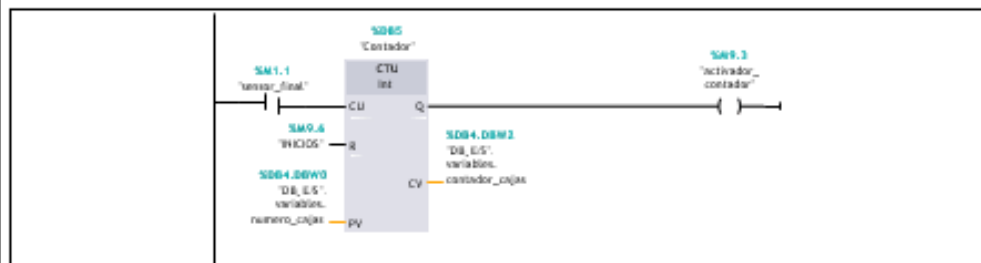 %DB5
"Contador"
%M1.1
"sensor_final"
CTU
Int
%M9.3
"activador_
contador"
CU
Q
%M9.6
"INICIOS"
R
%DB4.DBW2
"DB_E/S".
variables.
contador_cajas
CV
%DB4.DBW0
"DB_E/S".
variables.
numero_cajas
PV